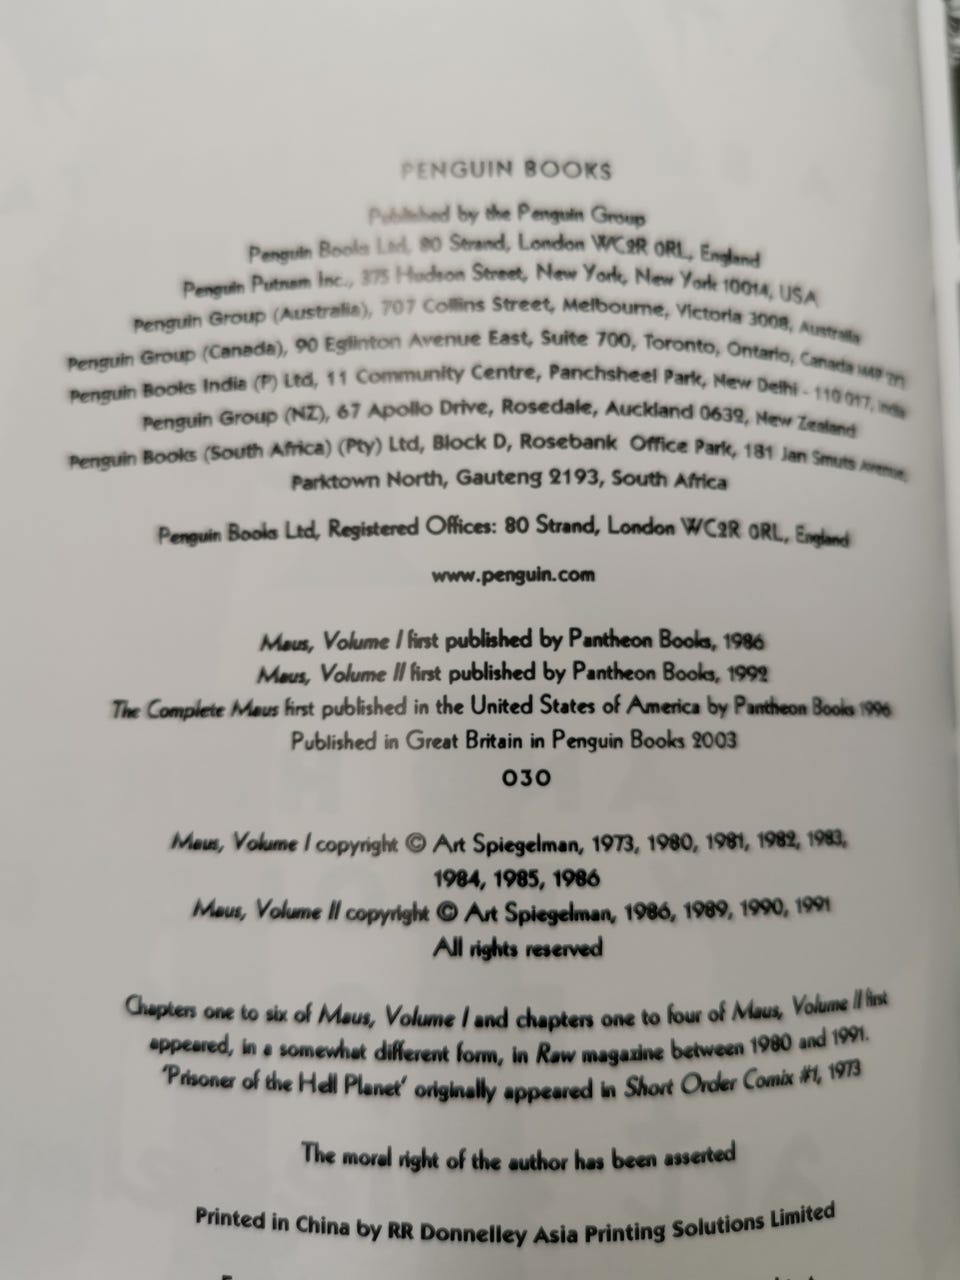 PENGUIN BOOKS
Published by the Penguin Group
Penguin Books Ltd, 80 Strand, London WC2R 0RL, England
Penguin Putnam Inc., 375 Hudson Street, New York, New York 10014, USA
Penguin Group (Australia), 707 Collins Street, Melbourne, Victoria 3008, Australia
Penguin Group (Canada), 90 Eglinton Avenue East, Suite 700, Toronto, Ontario, Canada
Penguin Books India (P) Ltd, 11 Community Centre, Panchsheel Park, New Delhi - 110 017, India
Penguin Group (NZ), 67 Apollo Drive, Rosedale, Auckland 0632, New Zealand
Penguin Books (South Africa) (Pty) Ltd, Block D, Rosebank Office Park, 181 Jan Smuts Avenue,
Parktown North, Gauteng 2193, South Africa
Penguin Books Ltd, Registered Offices: 80 Strand, London WC2R 0RL, England
www.penguin.com
Maus, Volume I first published by Pantheon Books, 1986
Maus, Volume II first published by Pantheon Books, 1992
The Complete Maus first published in the United States of America by Pantheon Books 1996
Published in Great Britain in Penguin Books 2003
030
Maus, Volume I copyright © Art Spiegelman, 1973, 1980, 1981, 1982, 1983,
1984, 1985, 1986
Maus, Volume II copyright © Art Spiegelman, 1986, 1989, 1990, 1991
All rights reserved
Chapters one to six of Maus, Volume I and chapters one to four of Maus, Volume II first
appeared, in a somewhat different form, in Raw magazine between 1980 and 1991.
'Prisoner of the Hell Planet' originally appeared in Short Order Comix #1, 1973
The moral right of the author has been asserted
Printed in China by RR Donnelley Asia Printing Solutions Limited